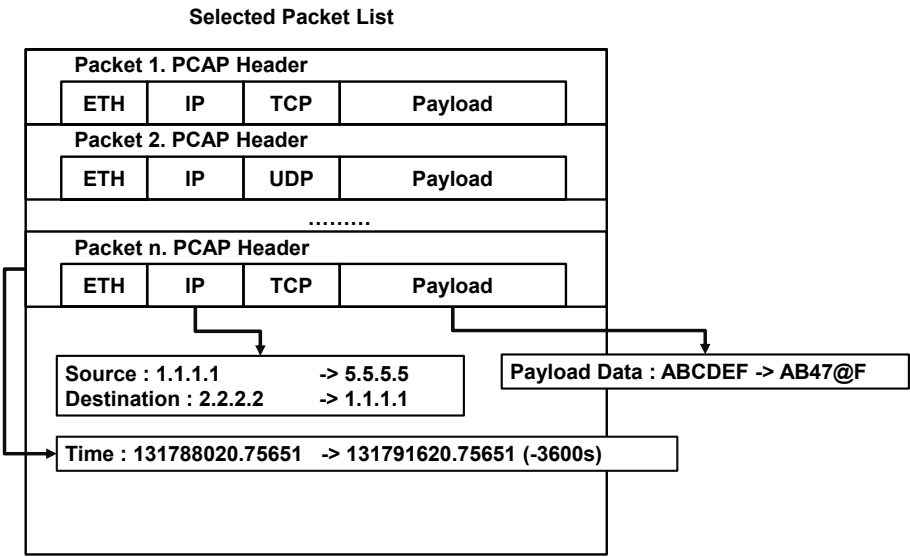 Selected Packet List
Packet 1. PCAP Header
ETH IP TCP Payload
Packet 2. PCAP Header
ETH IP UDP Payload
.........
Packet n. PCAP Header
ETH IP TCP Payload
Source : 1.1.1.1 -> 5.5.5.5
Destination : 2.2.2.2 -> 1.1.1.1
Payload Data : ABCDEF -> AB47@F
Time : 131788020.75651 -> 131791620.75651 (-3600s)